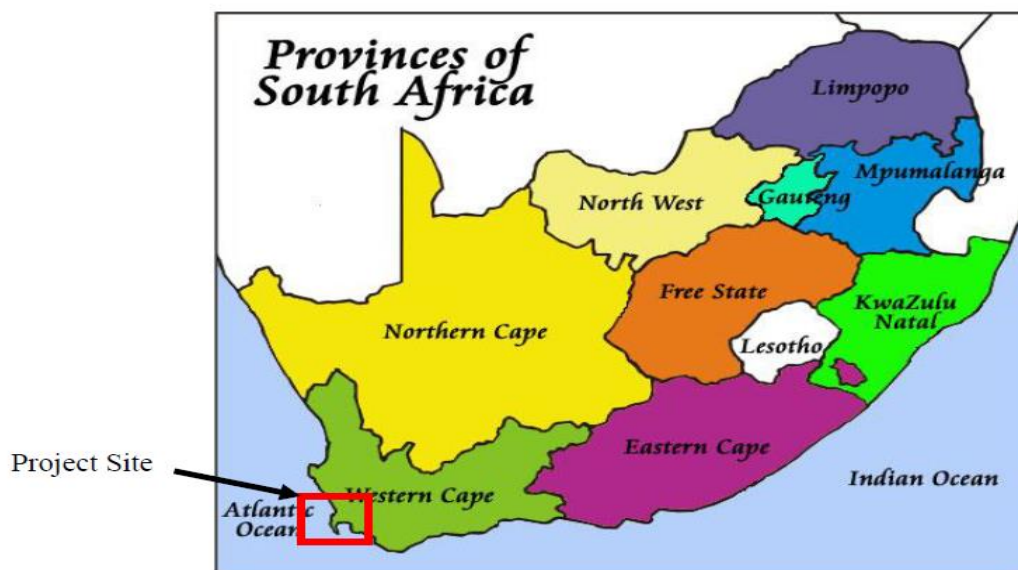 Provinces of
South Africa
Limpopo
Mpumalanga
Gauteng
North West
Free State
KwaZulu
Natal
Northern Cape
Lesotho
Eastern Cape
Project Site
Western Cape
Indian Ocean
Atlantic
Ocean